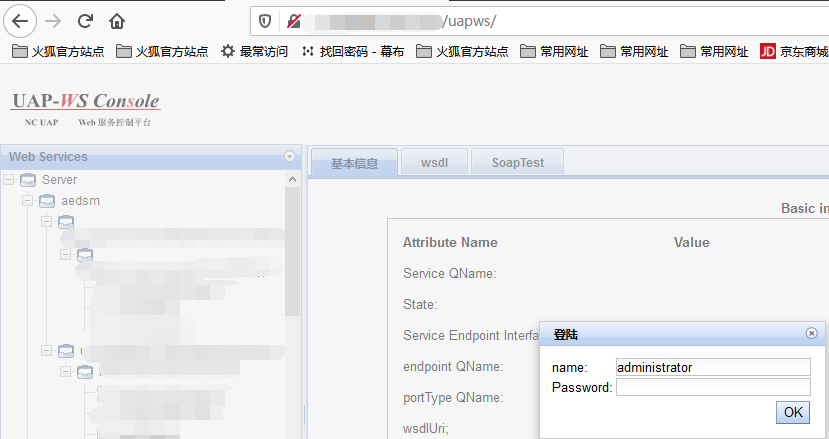 /uapws/
火狐官方站点 火狐官方站点 最常访问 找回密码 - 幕布 火狐官方站点 常用网址 常用网址 常用网址 JD 京东商城
UAP-WS Console
NC UAP Web 服务控制平台
Web Services
基本信息 wsdl SoapTest
Server
aedsm
Basic in
Attribute Name Value
Service QName:
State:
Service Endpoint Interfa
endpoint QName:
portType QName:
wsdlUri;
登陆
name: administrator
Password:
OK